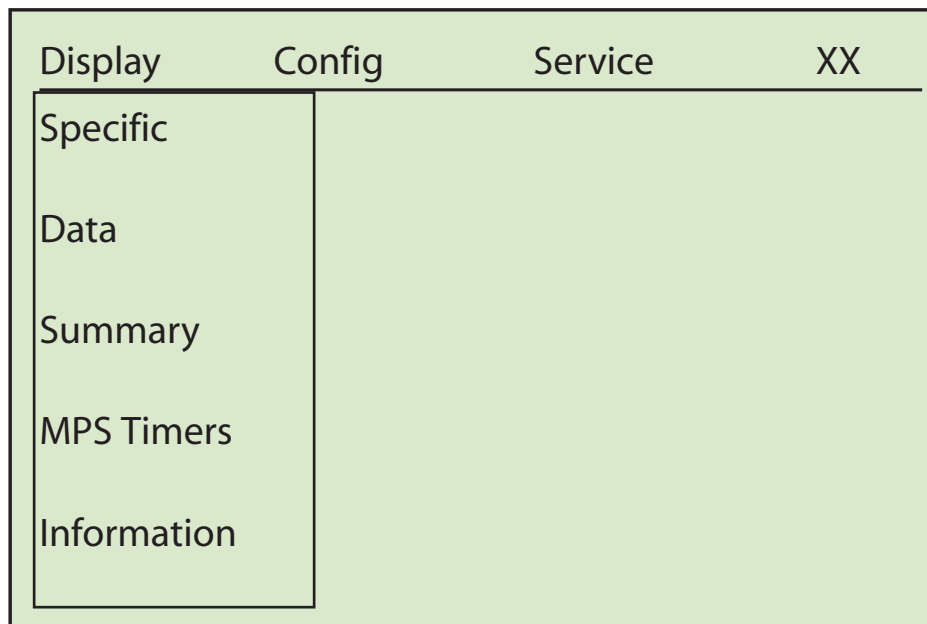 Display Config Service XX
Specific
Data
Summary
MPS Timers
Information